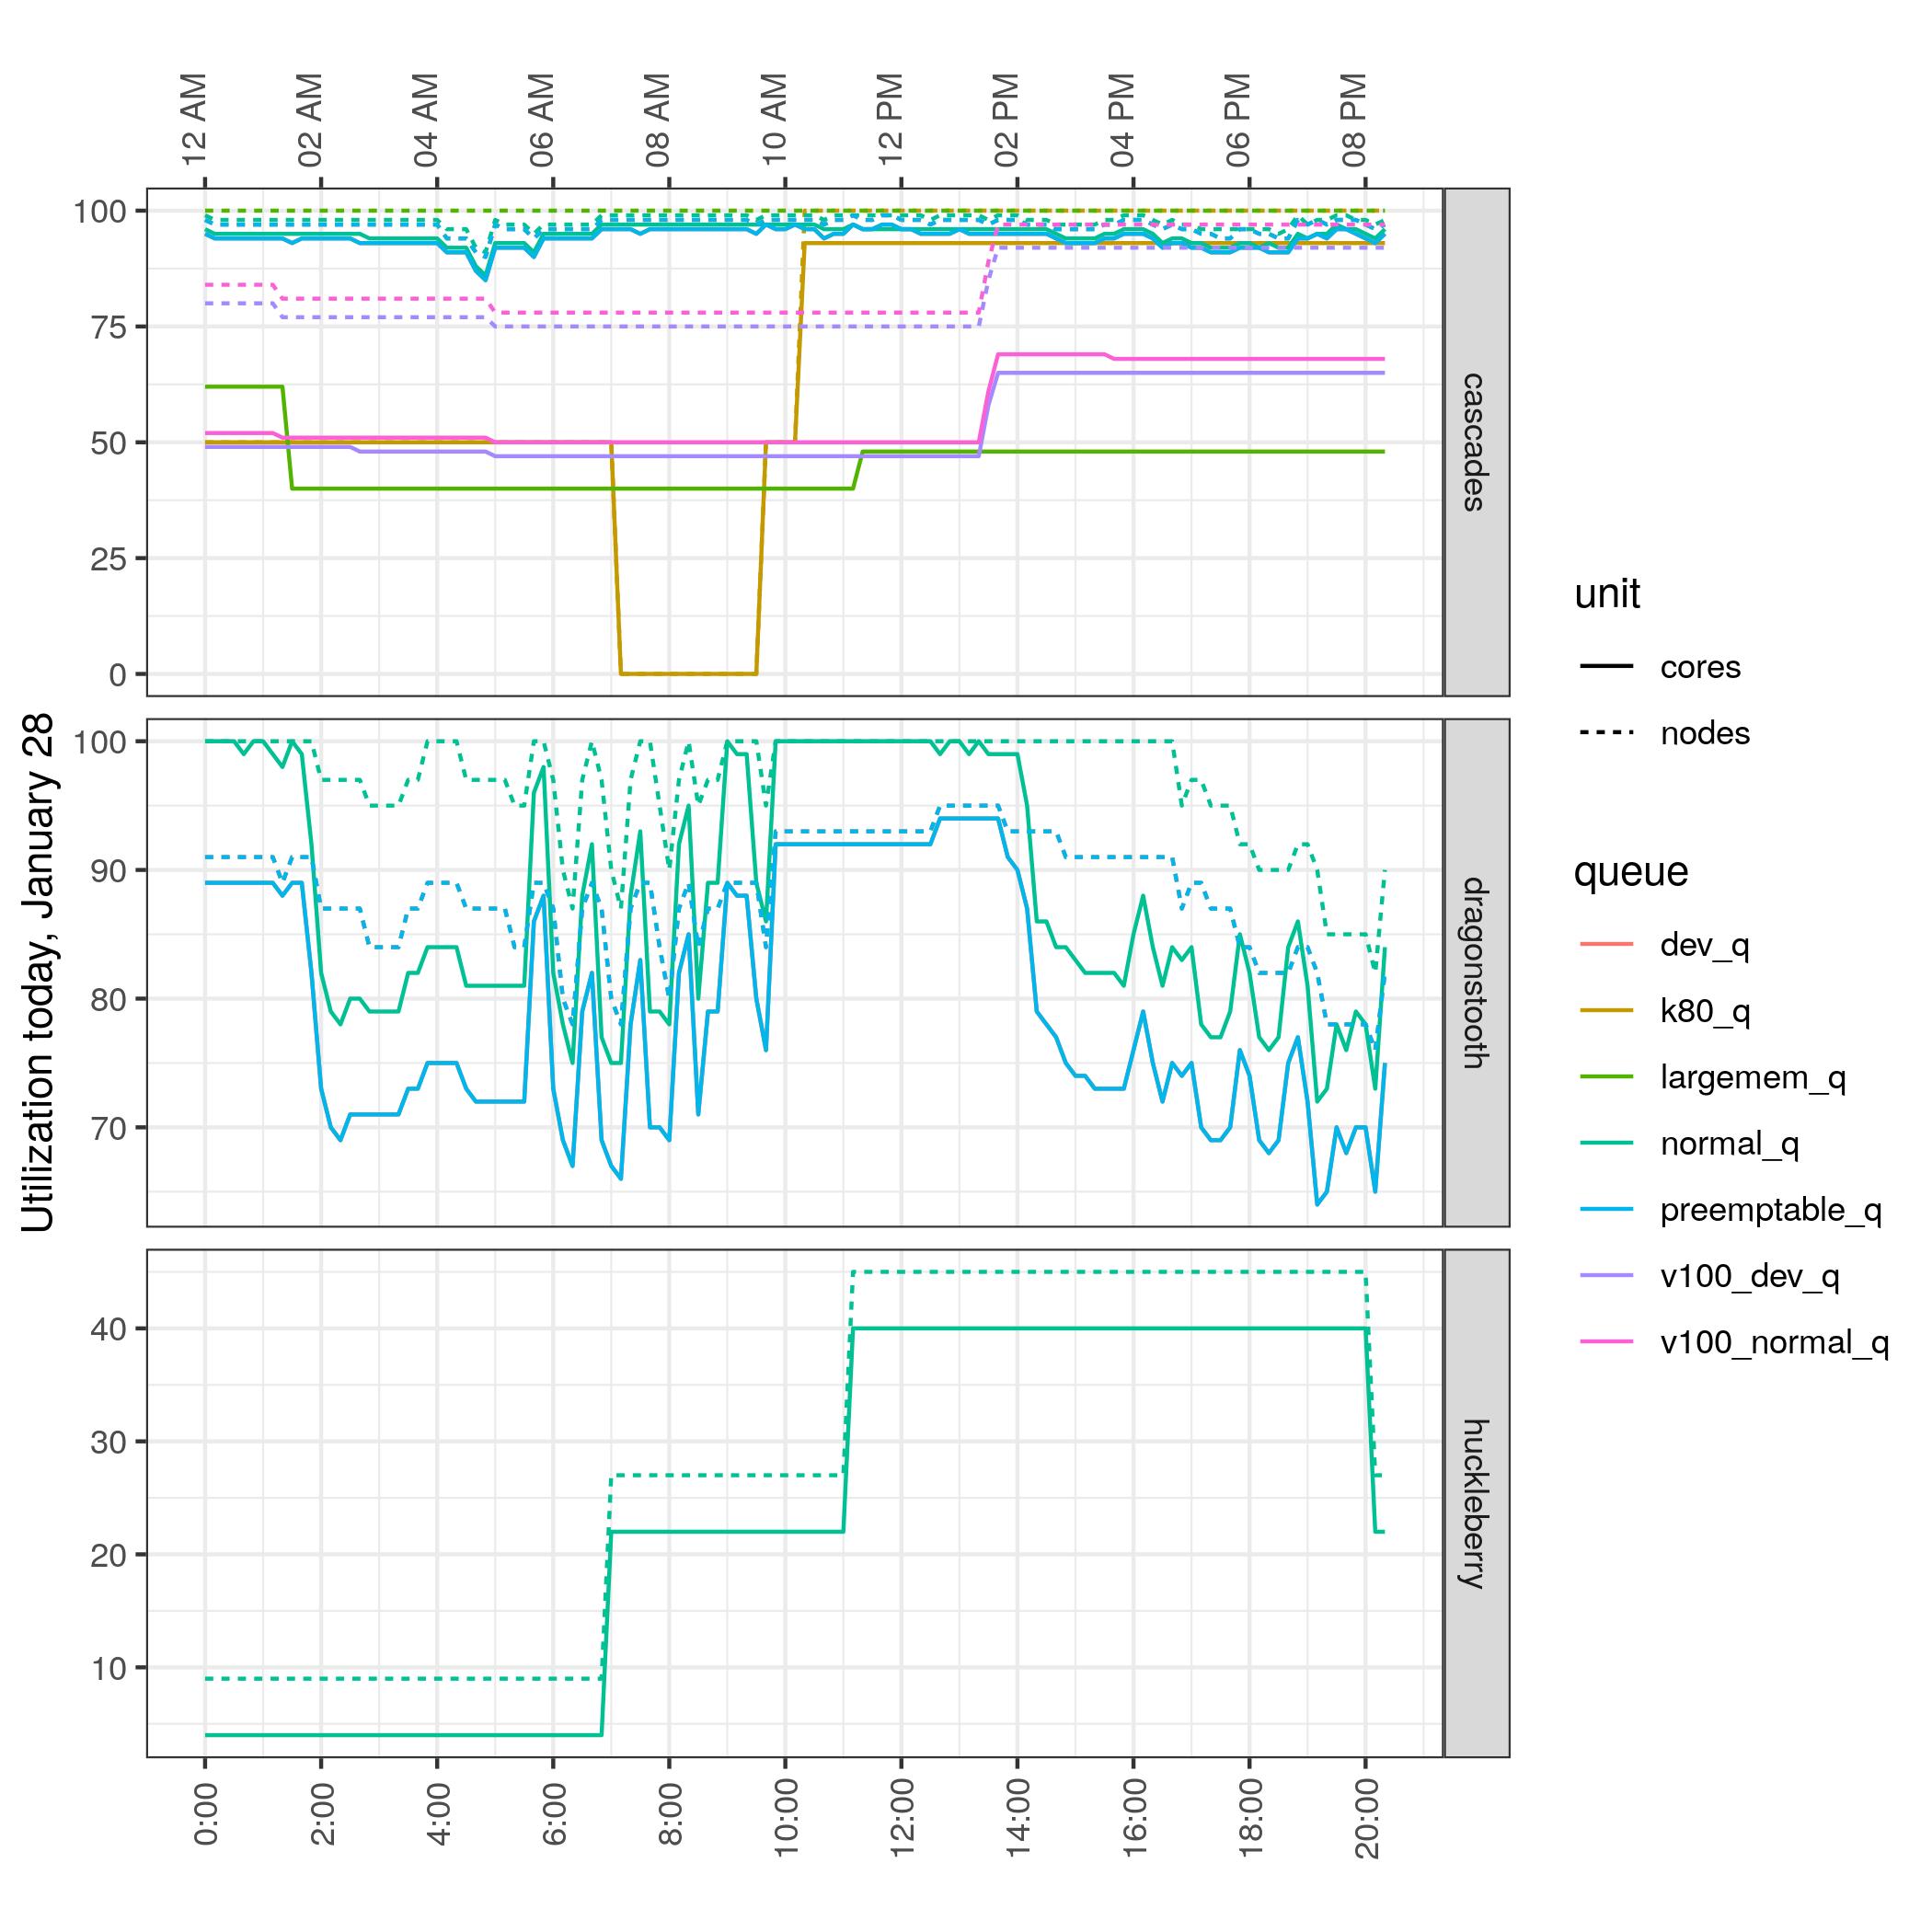 12 AM
02 AM
04 AM
06 AM
08 AM
10 AM
12 PM
02 PM
04 PM
06 PM
08 PM
Utilization today, January 28
100
75
50
25
0
cascades
100
90
80
70
dragonstooth
40
30
20
10
huckleberry
0:00
2:00
4:00
6:00
8:00
10:00
12:00
14:00
16:00
18:00
20:00
unit
cores
nodes
queue
dev_q
k80_q
largemem_q
normal_q
preemptable_q
v100_dev_q
v100_normal_q